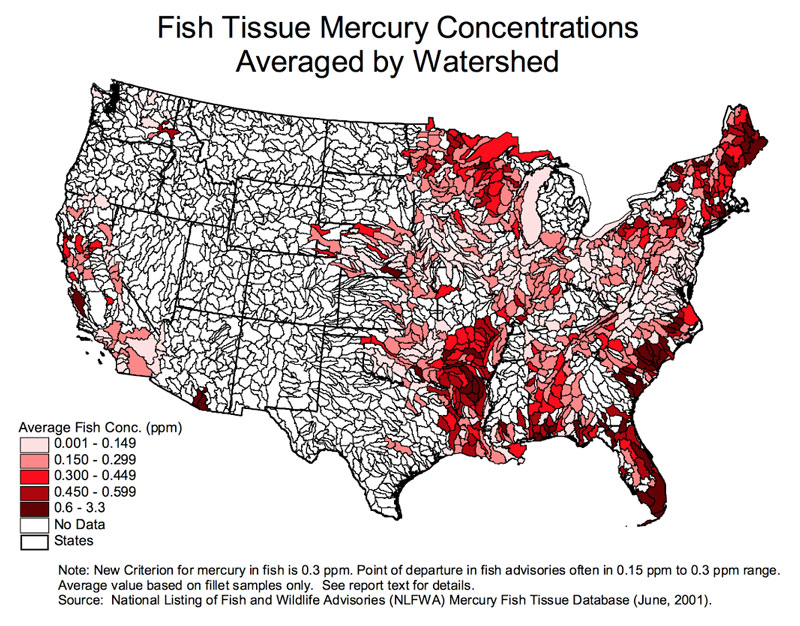 Fish Tissue Mercury Concentrations
Averaged by Watershed
Average Fish Conc. (ppm)
0.001 - 0.149
0.150 - 0.299
0.300 - 0.449
0.450 - 0.599
0.6 - 3.3
No Data
States
Note: New Criterion for mercury in fish is 0.3 ppm. Point of departure in fish advisories often in 0.15 ppm to 0.3 ppm range.
Average value based on fillet samples only. See report text for details.
Source: National Listing of Fish and Wildlife Advisories (NLFWA) Mercury Fish Tissue Database (June, 2001).